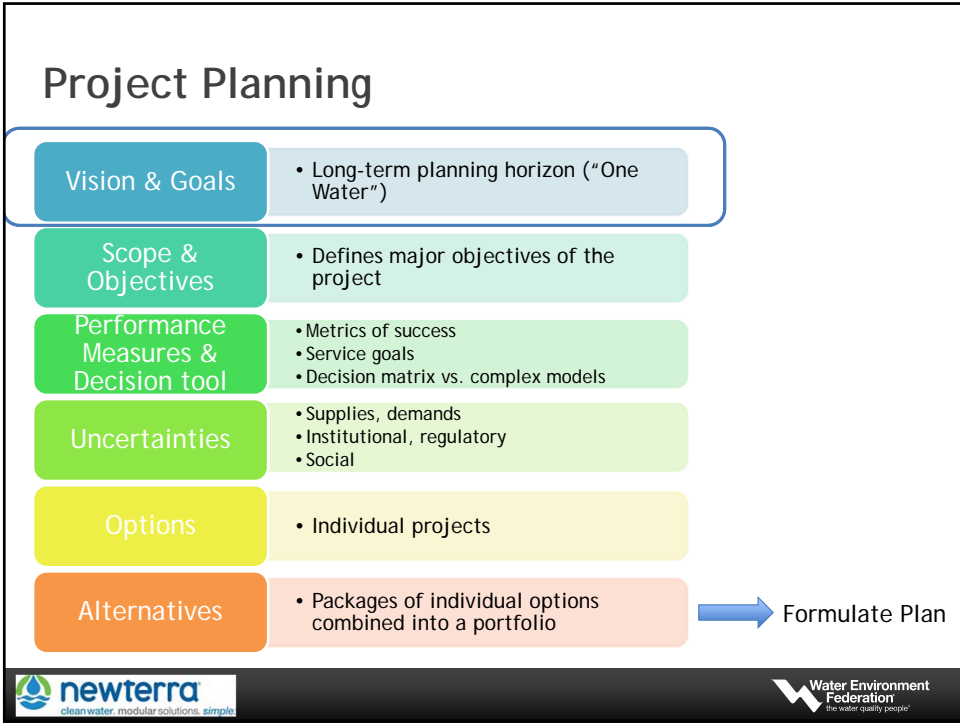 Project Planning
Vision & Goals
• Long-term planning horizon ("One
Water")
Scope &
Objectives
• Defines major objectives of the
project
Performance
Measures &
Decision tool
• Metrics of success
• Service goals
• Decision matrix vs. complex models
Uncertainties
• Supplies, demands
• Institutional, regulatory
• Social
Options
• Individual projects
Alternatives
• Packages of individual options
combined into a portfolio
Formulate Plan
newterra
clean water. modular solutions. simple.
Water Environment
Federation
the water quality people